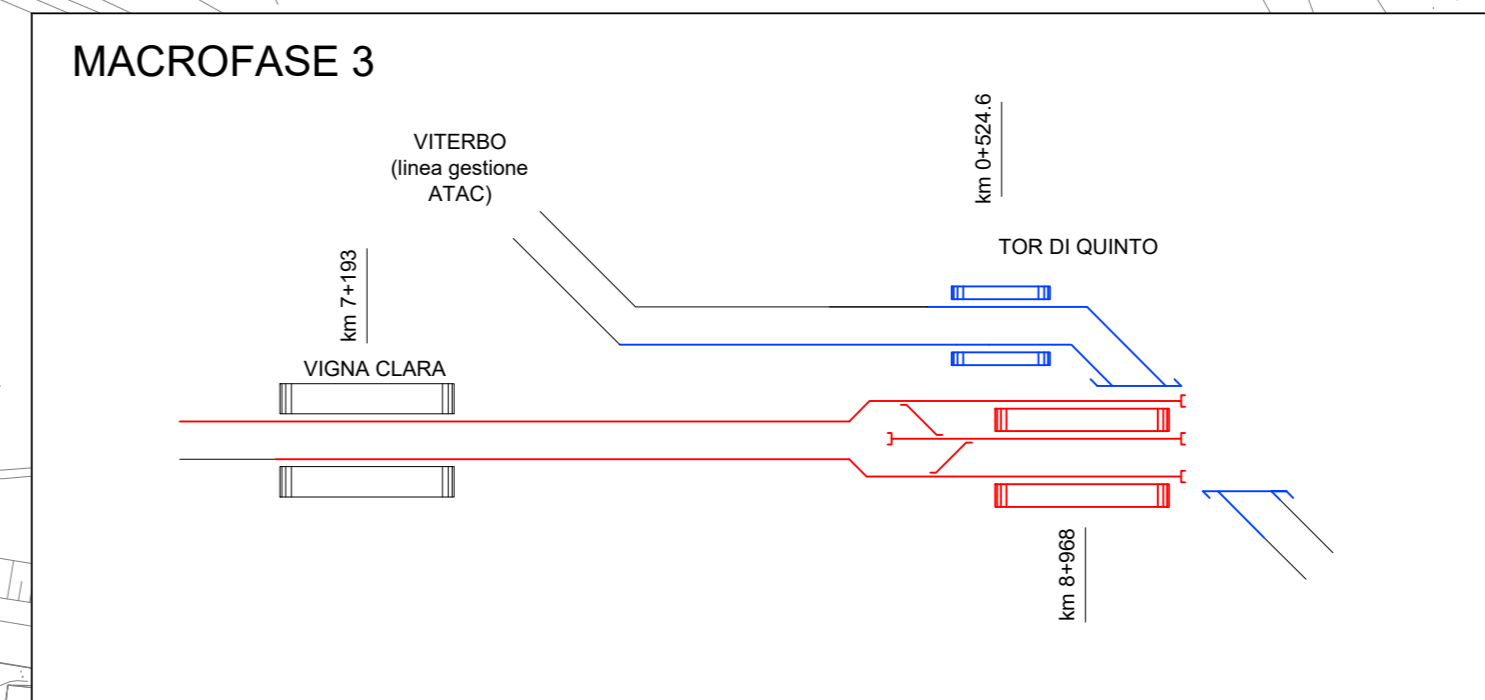 MACROFASE 3
VITERBO
(linea gestione
ATAC)
km 0+524.6
TOR DI QUINTO
km 7+193
VIGNA CLARA
km 8+968